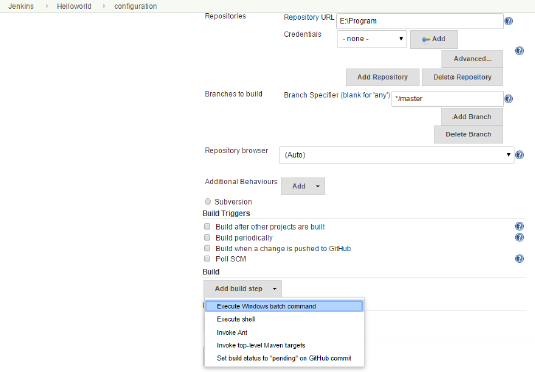 Jenkins › Helloworld › configuration
Repositories Repository URL E:\Program
Credentials - none - Add
Advanced...
Add Repository Delete Repository
Branches to build Branch Specifier (blank for 'any') */master
Add Branch
Delete Branch
Repository browser (Auto)
Additional Behaviours Add
Subversion
Build Triggers
Build after other projects are built
Build periodically
Build when a change is pushed to GitHub
Poll SCM
Build
Add build step
Execute Windows batch command
Execute shell
Invoke Ant
Invoke top-level Maven targets
Set build status to "pending" on GitHub commit